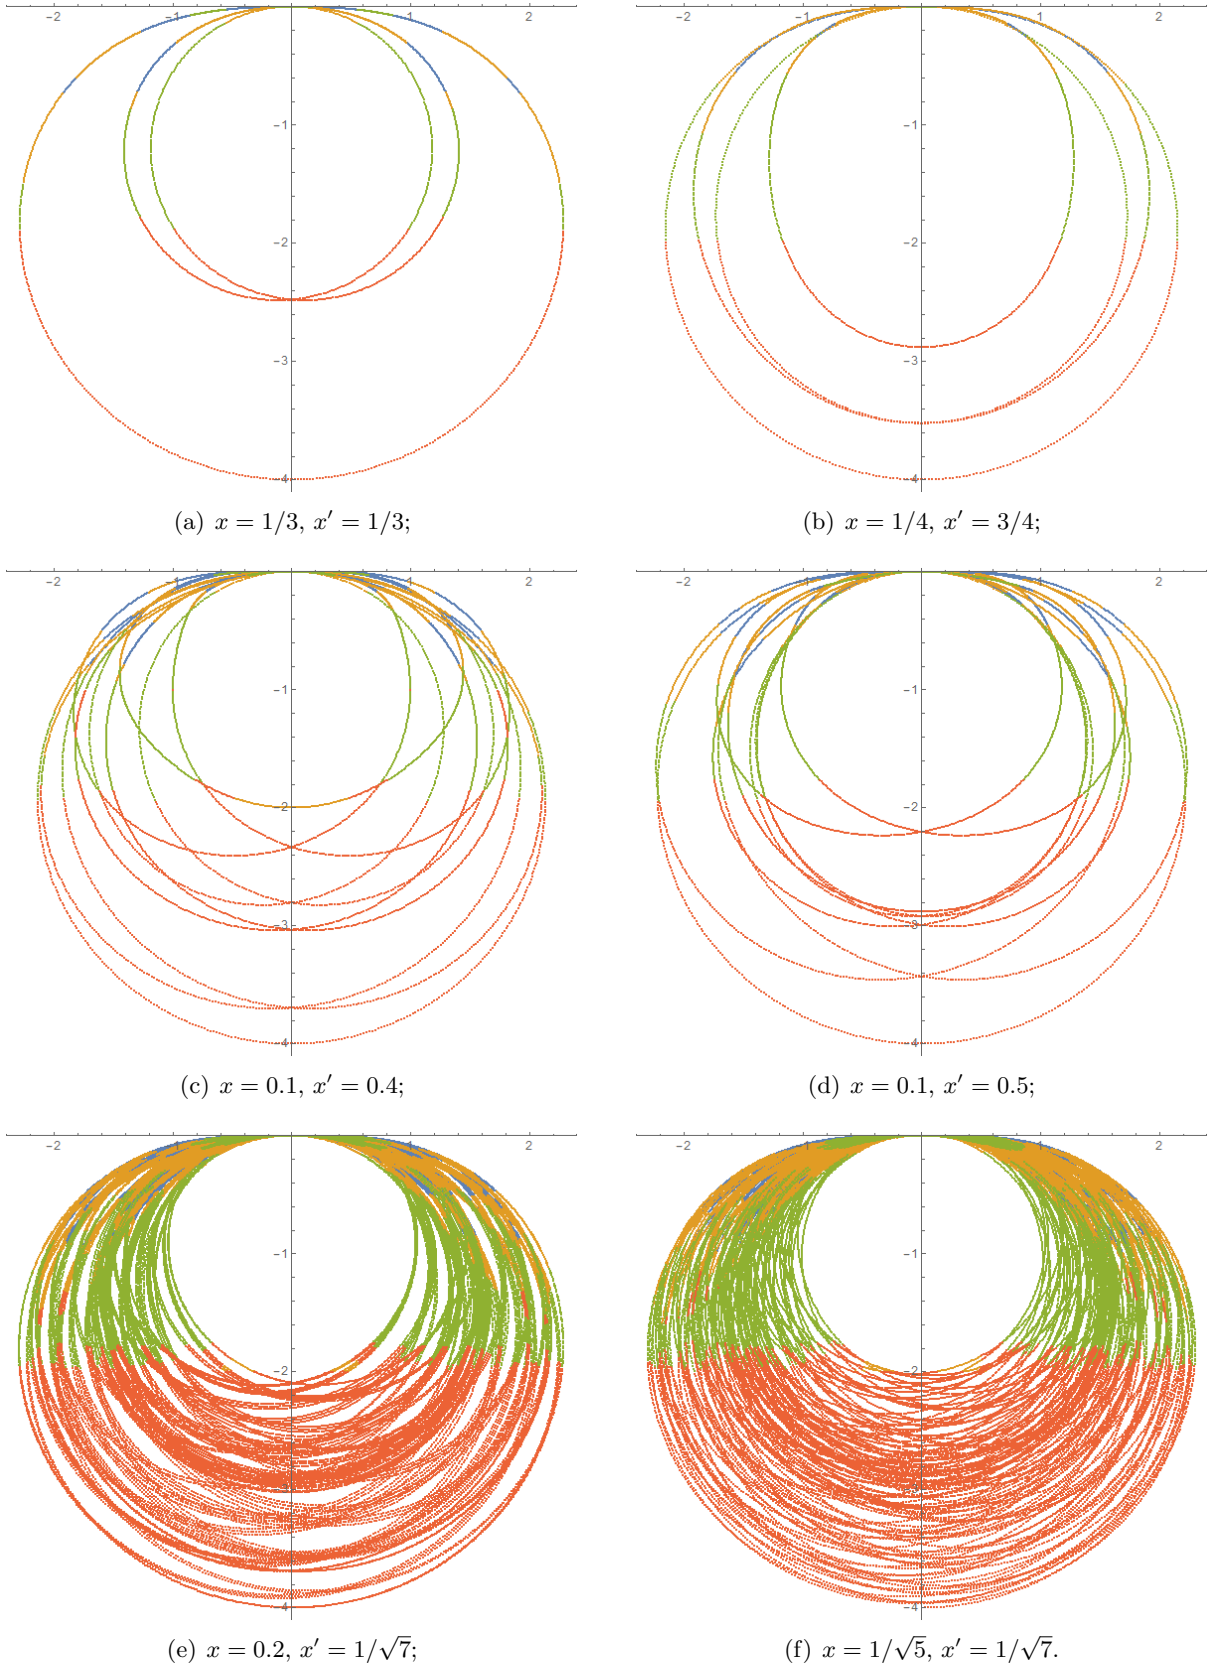 -2 -1 1 2 -2 -1 1 2
-1 -1
-2 -2
-3 -3
-4 -4
(a) x = 1/3, x′ = 1/3; (b) x = 1/4, x′ = 3/4;
-2 -1 1 2 -2 -1 1 2
-1 -1
-2 -2
-3 -3
-4 -4
(c) x = 0.1, x′ = 0.4; (d) x = 0.1, x′ = 0.5;
-2 -1 1 2 -2 -1 1 2
-1 -1
-2 -2
-3 -3
-4 -4
(e) x = 0.2, x′ = 1/√7; (f) x = 1/√5, x′ = 1/√7.